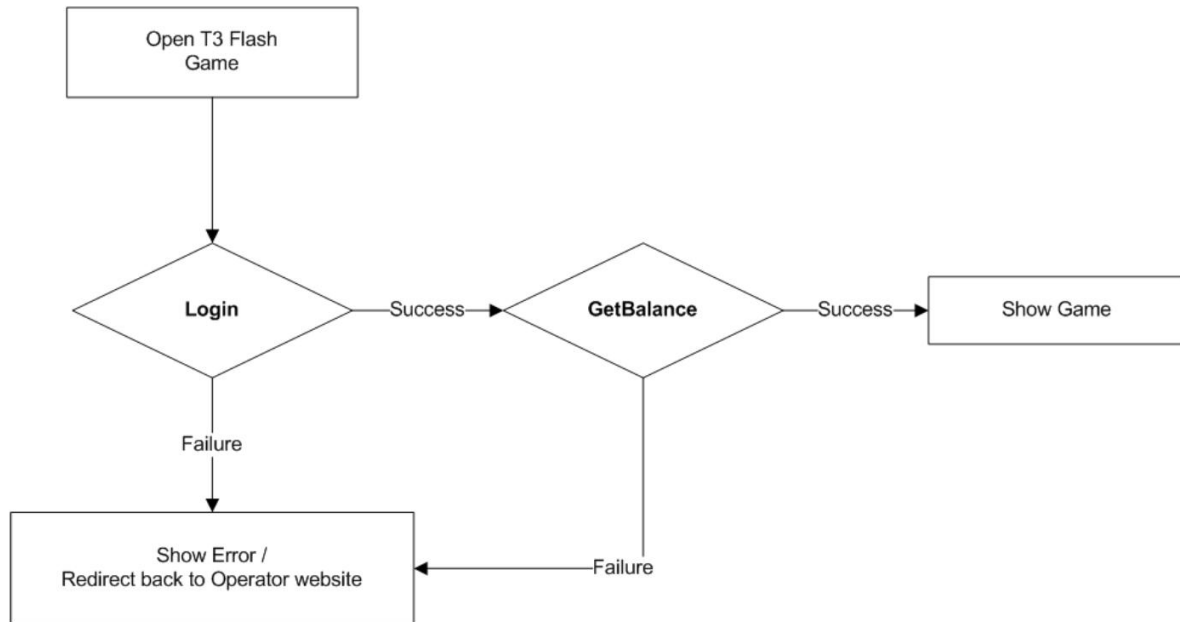 Open T3 Flash
Game
Login
Success
GetBalance
Success
Show Game
Failure
Show Error /
Redirect back to Operator website
Failure